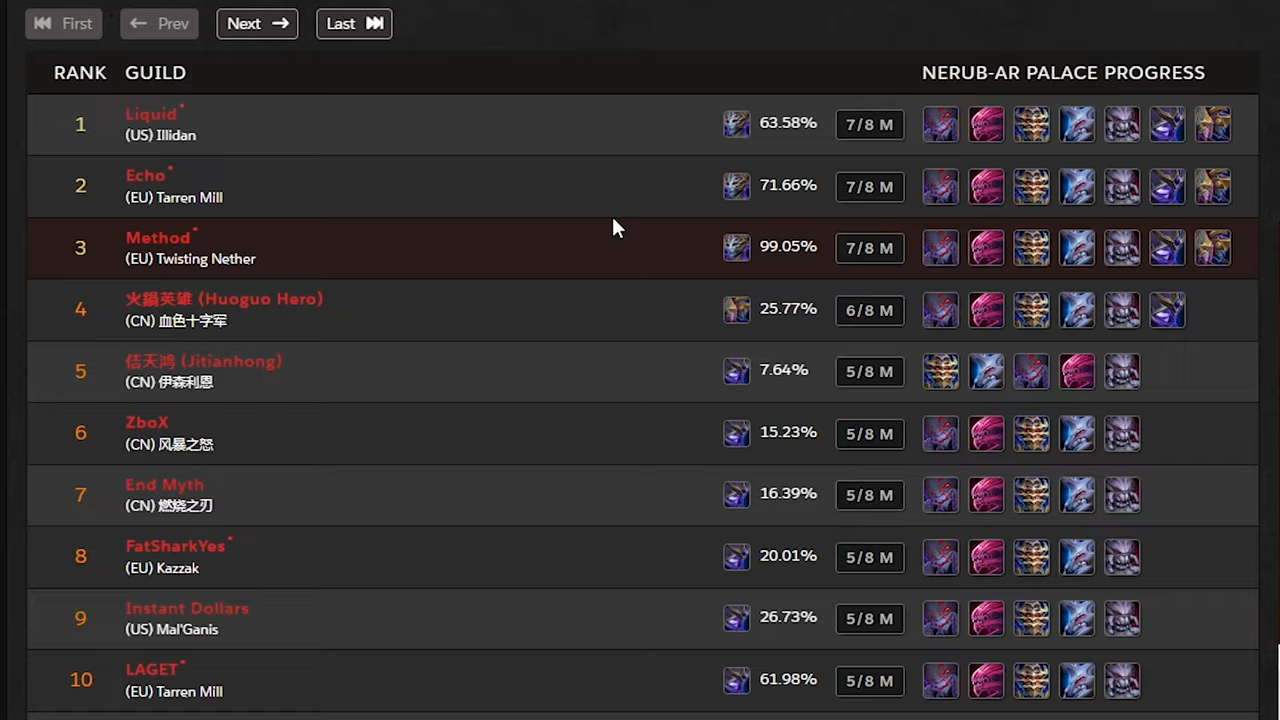 First Prev Next Last
RANK GUILD NERUB-AR PALACE PROGRESS
1 Liquid* 63.58% 7/8 M
(US) Illidan
2 Echo* 71.66% 7/8 M
(EU) Tarren Mill
3 Method* 99.05% 7/8 M
(EU) Twisting Nether
4 火鍋英雄 (Huoguo Hero) 25.77% 6/8 M
(CN) 血色十字军
5 佶天鸿 (Jitianhong) 7.64% 5/8 M
(CN) 伊森利恩
6 ZboX 15.23% 5/8 M
(CN) 风暴之怒
7 End Myth 16.39% 5/8 M
(CN) 燃烧之刃
8 FatSharkYes* 20.01% 5/8 M
(EU) Kazzak
9 Instant Dollars 26.73% 5/8 M
(US) Mal'Ganis
10 LAGET* 61.98% 5/8 M
(EU) Tarren Mill